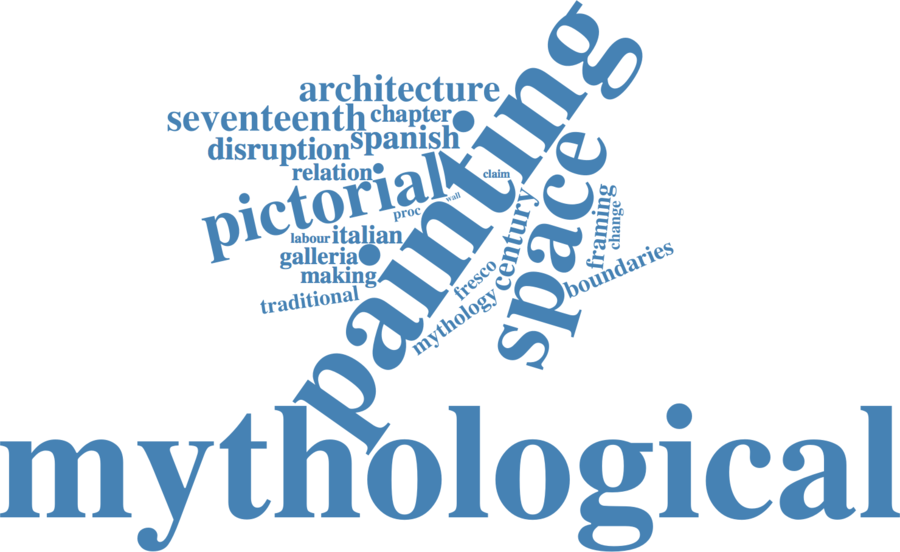 painting
architecture
seventeenth
chapter
spanish
disruption
relation
claim
space
pictorial
wall
proc
century
framing
change
labour
italian
galleria
making
fresco
boundaries
traditional
mythology
mythological